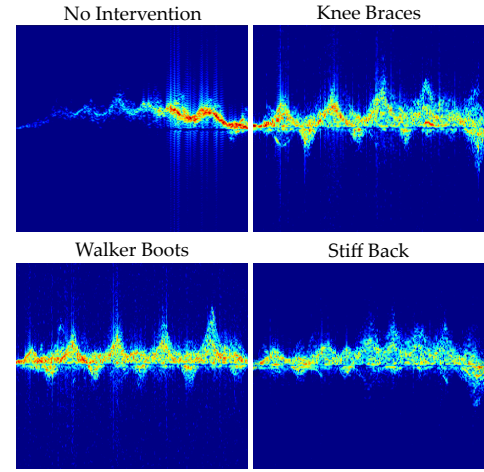 No Intervention
Knee Braces
Walker Boots
Stiff Back